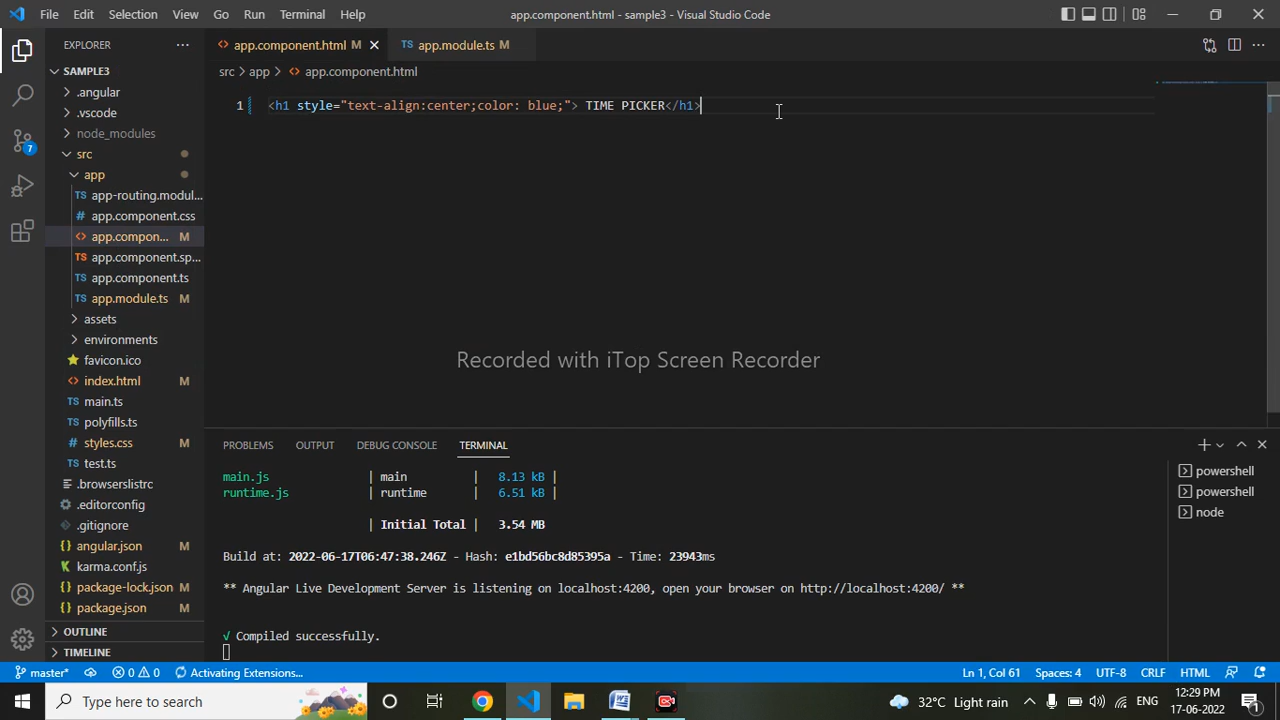 File Edit Selection View Go Run Terminal Help
app.component.html - sample3 - Visual Studio Code
EXPLORER
app.component.html M
app.module.ts M
SAMPLE3
src > app > app.component.html
.angular
.vscode
node_modules
src
app
app-routing.modul...
app.component.css
app.compon... M
app.component.sp...
app.component.ts
app.module.ts M
assets
environments
favicon.ico
index.html M
main.ts
polyfills.ts
styles.css M
test.ts
.browserslistrc
.editorconfig
.gitignore
angular.json M
karma.conf.js
package-lock.json M
package.json M
OUTLINE
TIMELINE
7
1 <h1 style="text-align:center;color: blue;"> TIME PICKER</h1>
Recorded with iTop Screen Recorder
PROBLEMS OUTPUT DEBUG CONSOLE TERMINAL
main.js | main | 8.13 kB |
runtime.js | runtime | 6.51 kB |
| Initial Total | 3.54 MB
Build at: 2022-06-17T06:47:38.246Z - Hash: e1bd56bc8d85395a - Time: 23943ms
** Angular Live Development Server is listening on localhost:4200, open your browser on http://localhost:4200/ **
√ Compiled successfully.
powershell
powershell
node
master* 0 0 Activating Extensions...
Ln 1, Col 61 Spaces: 4 UTF-8 CRLF HTML
Type here to search
32°C Light rain
ENG
12:29 PM
17-06-2022
1